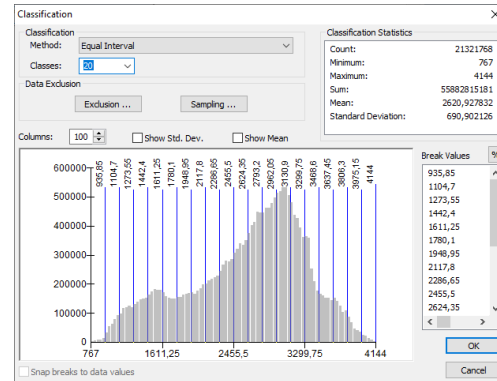 Classification
Classification
Method: Equal Interval
Classes: 20
Data Exclusion
Exclusion ... Sampling ...
Classification Statistics
Count: 21321768
Minimum: 767
Maximum: 4144
Sum: 55882815181
Mean: 2620,927832
Standard Deviation: 690,902126
Columns: 100 Show Std. Dev. Show Mean
Break Values %
935,85
1104,7
1273,55
1442,4
1611,25
1780,1
1948,95
2117,8
2286,65
2455,5
2624,35
935,85 1104,7 1273,55 1442,4 1611,25 1780,1 1948,95 2117,8 2286,65 2455,5 2624,35 2793,2 2962,05 3130,9 3299,75 3468,6 3637,45 3806,3 3975,15 4144
600000
500000
400000
300000
200000
100000
0
767 1611,25 2455,5 3299,75 4144
OK
Snap breaks to data values
Cancel